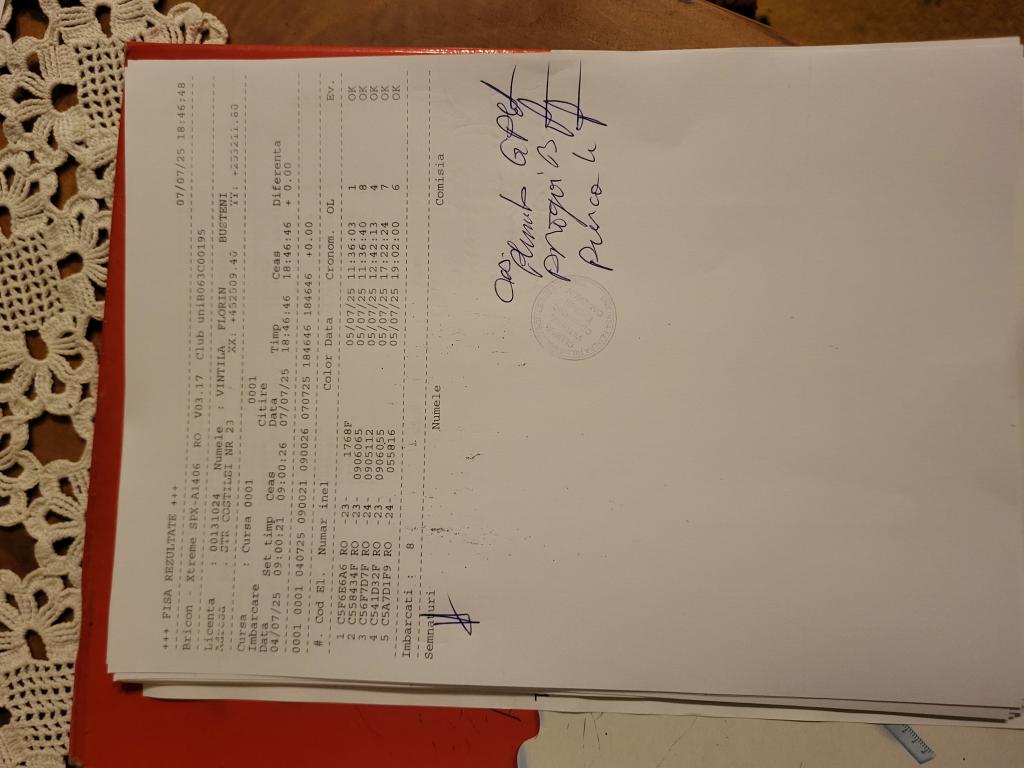 +++ FISA REZULTATE +++ 07/07/25 18:46:48
Bricon - Xtreme SPX-A1406 RO V03.17 Club uniB063C00195
Licenta : 00131024 Numele : VINTILA FLORIN BUSTENI
Adresa : STR COSTILEI NR 23 XX: +452509.40 YY: +253211.60
Cursa : Cursa 0001 0001
Imbarcare Citire
Data Set timp Ceas Data Timp Ceas Diferenta
04/07/25 09:00:21 09:00:26 07/07/25 18:46:46 18:46:46 + 0.00
0001 0001 040725 090021 090026 070725 184646 184646 +0.00
#. Cod El. Numar inel Color Data Cronom. OL Ev.
1 C5F6E6A6 RO -23- 1768F 05/07/25 11:36:03 1 OK
2 C558434F RO -23- 0906065 05/07/25 11:36:40 8 OK
3 C56F7D7F RO -24- 0905112 05/07/25 12:42:13 4 OK
4 C541D32F RO -23- 0906055 05/07/25 17:22:24 7 OK
5 C5A7D1F9 RO -24- 055816 05/07/25 19:02:00 6 OK
Imbarcati : 8
Semnaturi Numele Comisia